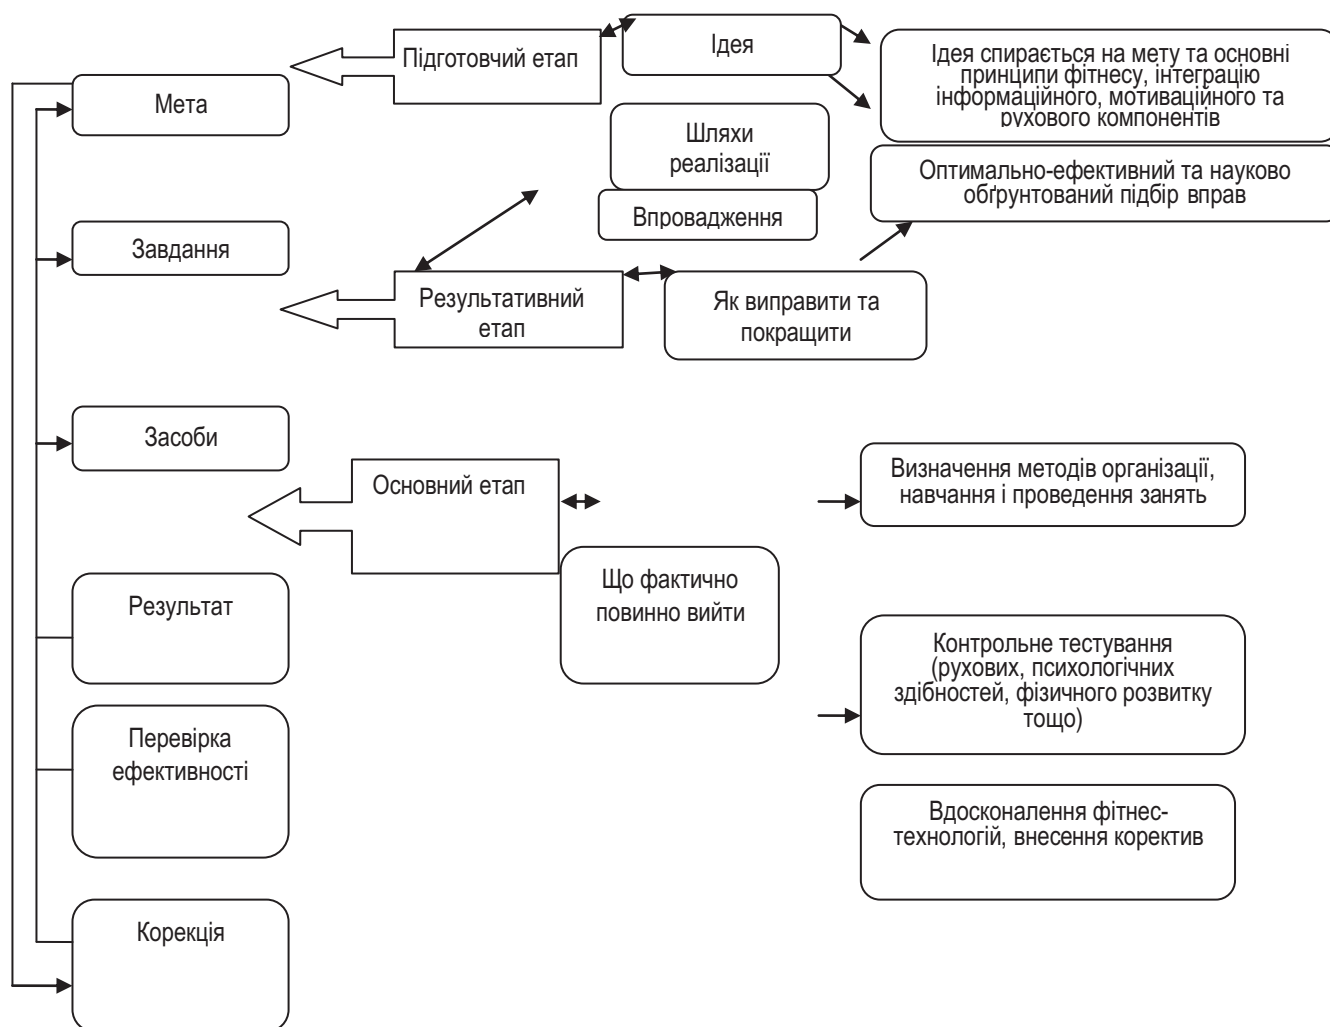 Підготовчий етап
Ідея
Ідея спирається на мету та основні
принципи фітнесу, інтеграцію
інформаційного, мотиваційного та
рухового компонентів
Мета
Шляхи
реалізації
Оптимально-ефективний та науково
обґрунтований підбір вправ
Впровадження
Завдання
Результативний
етап
Як виправити та
покращити
Засоби
Основний етап
Визначення методів організації,
навчання і проведення занять
Що фактично
повинно вийти
Результат
Контрольне тестування
(рухових, психологічних
здібностей, фізичного розвитку
тощо)
Перевірка
ефективності
Вдосконалення фітнес-
технологій, внесення коректив
Корекція